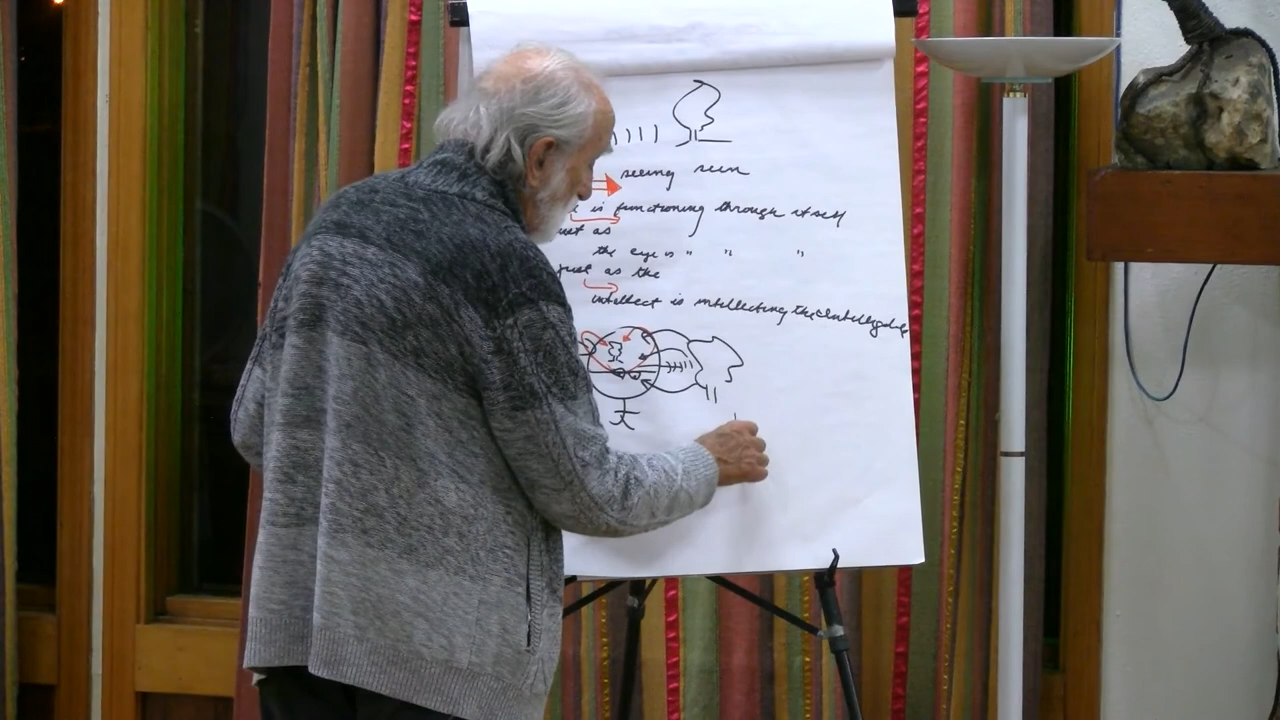 seeing seen
is functioning through itself
just as
the eye is " " "
just as the
intellect is intellecting the intelligible